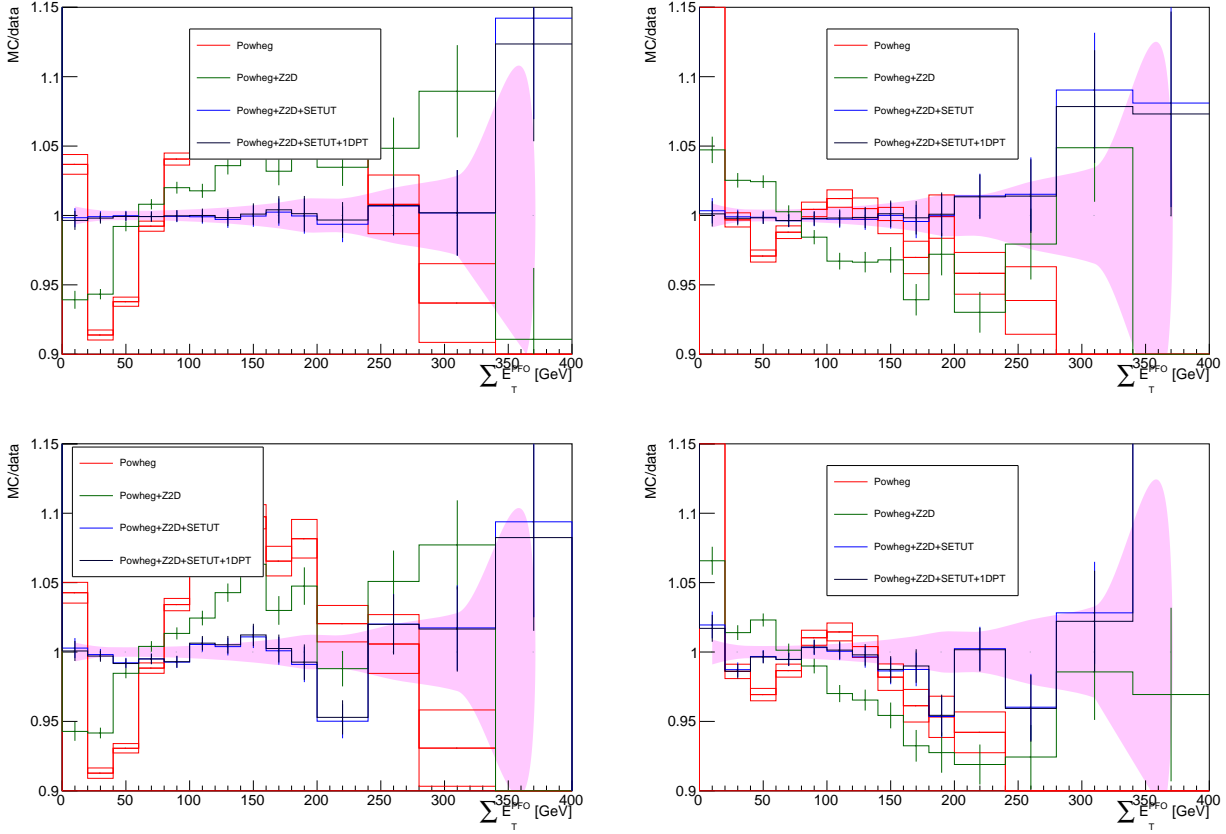 MC/data
1.15
1.1
1.05
1
0.95
0.9
Powheg
Powheg+Z2D
Powheg+Z2D+SETUT
Powheg+Z2D+SETUT+1DPT
0 50 100 150 200 250 300 350 400
∑ E_T^PFO [GeV]
MC/data
1.15
1.1
1.05
1
0.95
0.9
Powheg
Powheg+Z2D
Powheg+Z2D+SETUT
Powheg+Z2D+SETUT+1DPT
0 50 100 150 200 250 300 350 400
∑ E_T^PFO [GeV]
MC/data
1.15
1.1
1.05
1
0.95
0.9
Powheg
Powheg+Z2D
Powheg+Z2D+SETUT
Powheg+Z2D+SETUT+1DPT
0 50 100 150 200 250 300 350 400
∑ E_T^PFO [GeV]
MC/data
1.15
1.1
1.05
1
0.95
0.9
Powheg
Powheg+Z2D
Powheg+Z2D+SETUT
Powheg+Z2D+SETUT+1DPT
0 50 100 150 200 250 300 350 400
∑ E_T^PFO [GeV]